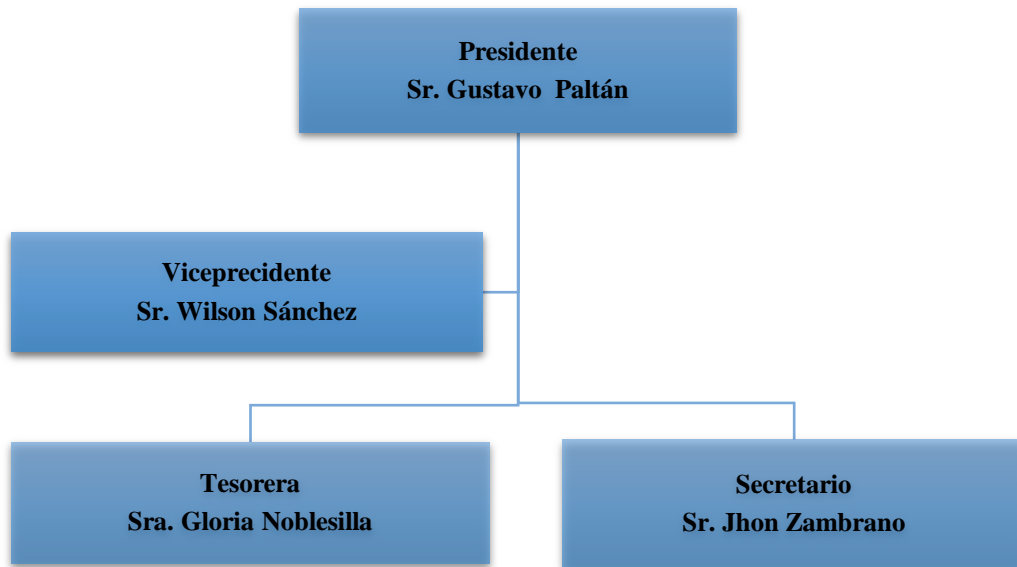 Presidente
Sr. Gustavo Paltán
Viceprecidente
Sr. Wilson Sánchez
Tesorera
Sra. Gloria Noblesilla
Secretario
Sr. Jhon Zambrano